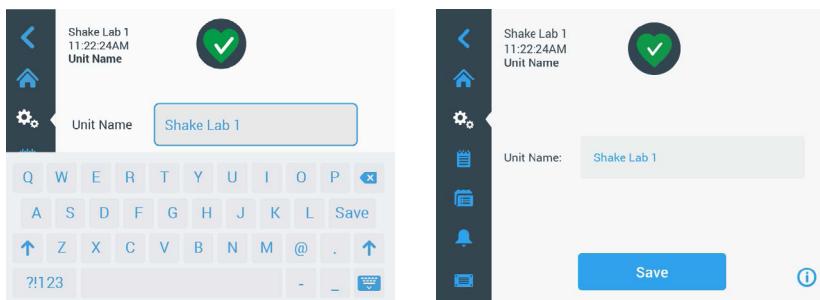 Shake Lab 1
11:22:24AM
Unit Name
Unit Name
Shake Lab 1
Q W E R T Y U I O P
A S D F G H J K L Save
Z X C V B N M @ .
?!123 - _
Shake Lab 1
11:22:24AM
Unit Name
Unit Name:
Shake Lab 1
Save